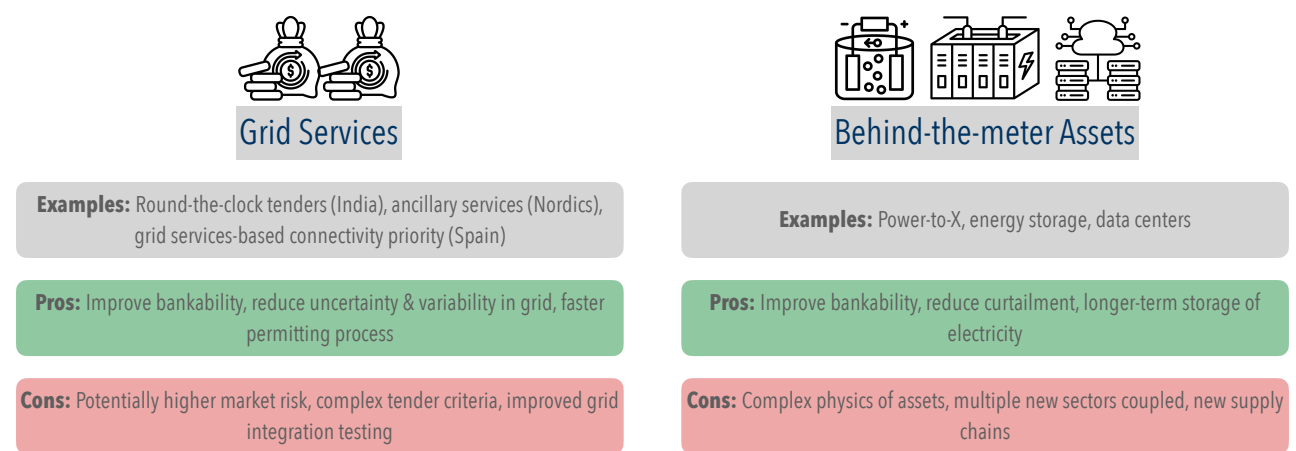 Grid Services
Examples: Round-the-clock tenders (India), ancillary services (Nordics),
grid services-based connectivity priority (Spain)
Pros: Improve bankability, reduce uncertainty & variability in grid, faster
permitting process
Cons: Potentially higher market risk, complex tender criteria, improved grid
integration testing
Behind-the-meter Assets
Examples: Power-to-X, energy storage, data centers
Pros: Improve bankability, reduce curtailment, longer-term storage of
electricity
Cons: Complex physics of assets, multiple new sectors coupled, new supply
chains